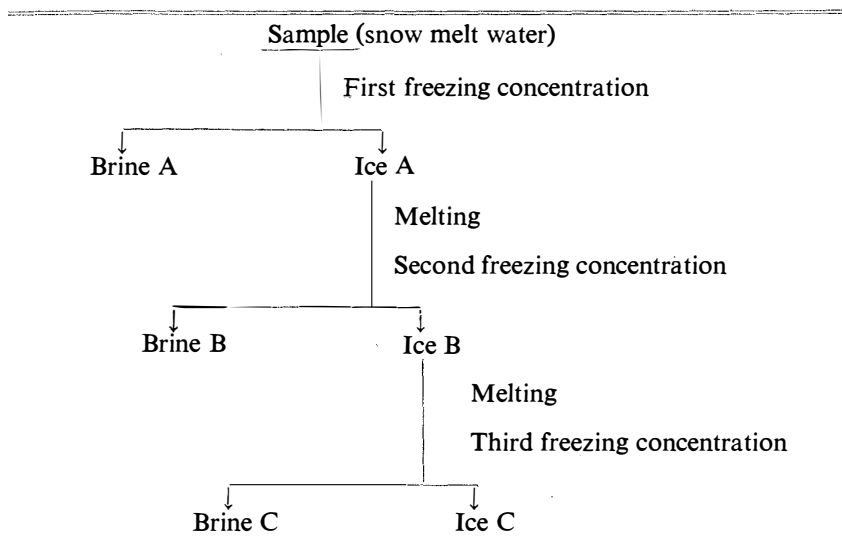 Sample (snow melt water)
First freezing concentration
Brine A Ice A
Melting
Second freezing concentration
Brine B Ice B
Melting
Third freezing concentration
Brine C Ice C